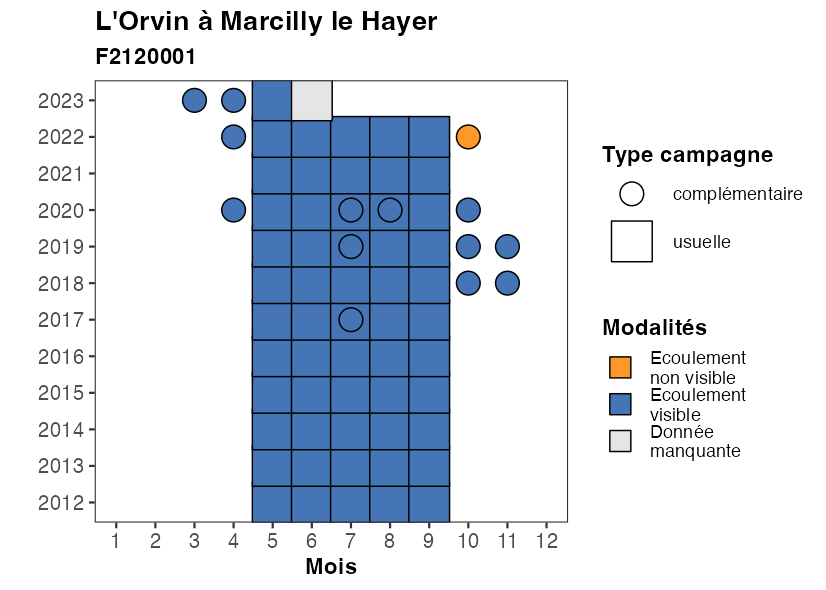 L'Orvin à Marcilly le Hayer
F2120001
2023
2022
2021
2020
2019
2018
2017
2016
2015
2014
2013
2012
1 2 3 4 5 6 7 8 9 10 11 12
Mois
Type campagne
complémentaire
usuelle
Modalités
Ecoulement
non visible
Ecoulement
visible
Donnée
manquante